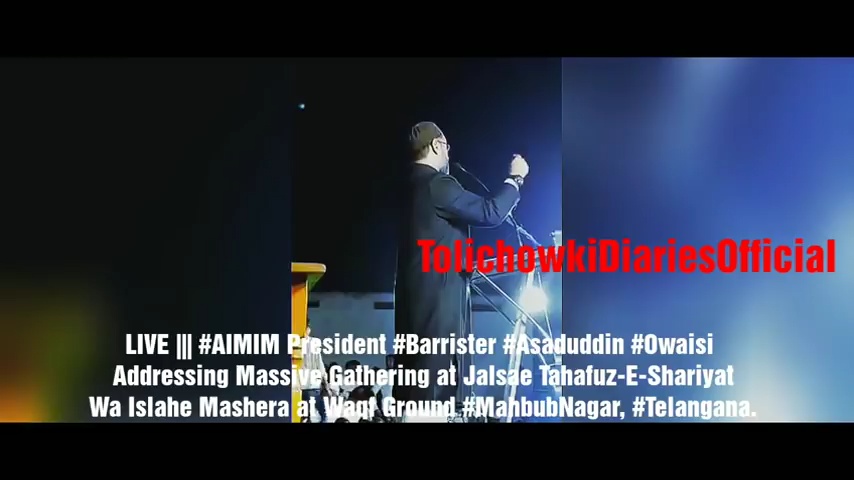 TolichowkiDiariesOfficial
LIVE ||| #AIMIM President #Barrister #Asaduddin #Owaisi
Addressing Massive Gathering at Jalsae Tahafuz-E-Shariyat
Wa Islahe Mashera at Waqf Ground #MahbubNagar, #Telangana.